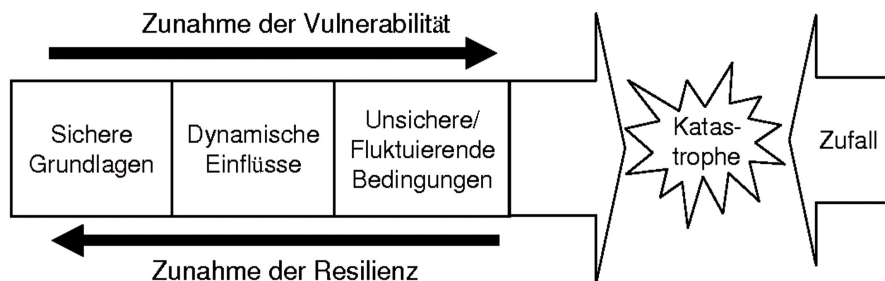 Zunahme der Vulnerabilität
Sichere
Grundlagen
Dynamische
Einflüsse
Unsichere/
Fluktuierende
Bedingungen
Katas-
trophe
Zufall
Zunahme der Resilienz